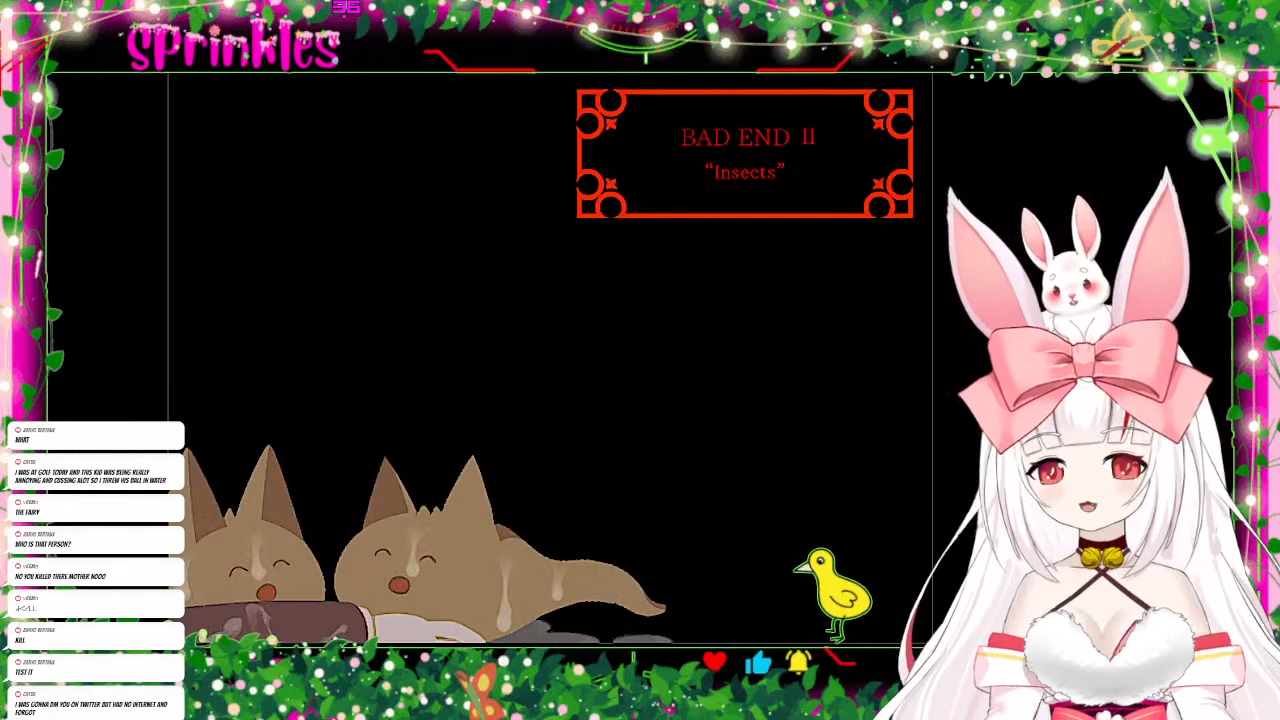 36
sprinkles
BAD END II
“Insects”
WHAT
I WAS AT GOLF TODAY AND THIS KID WAS BEING REALLY
ANNOYING AND CUSSING ALOT SO I THREW HIS BALL IN WATER
THE FAIRY
WHO IS THAT PERSON?
NO YOU KILLED THERE MOTHER NOOO
KILL
TEST IT
I WAS GONNA DM YOU ON TWITTER BUT HAD NO INTERNET AND
FORGOT